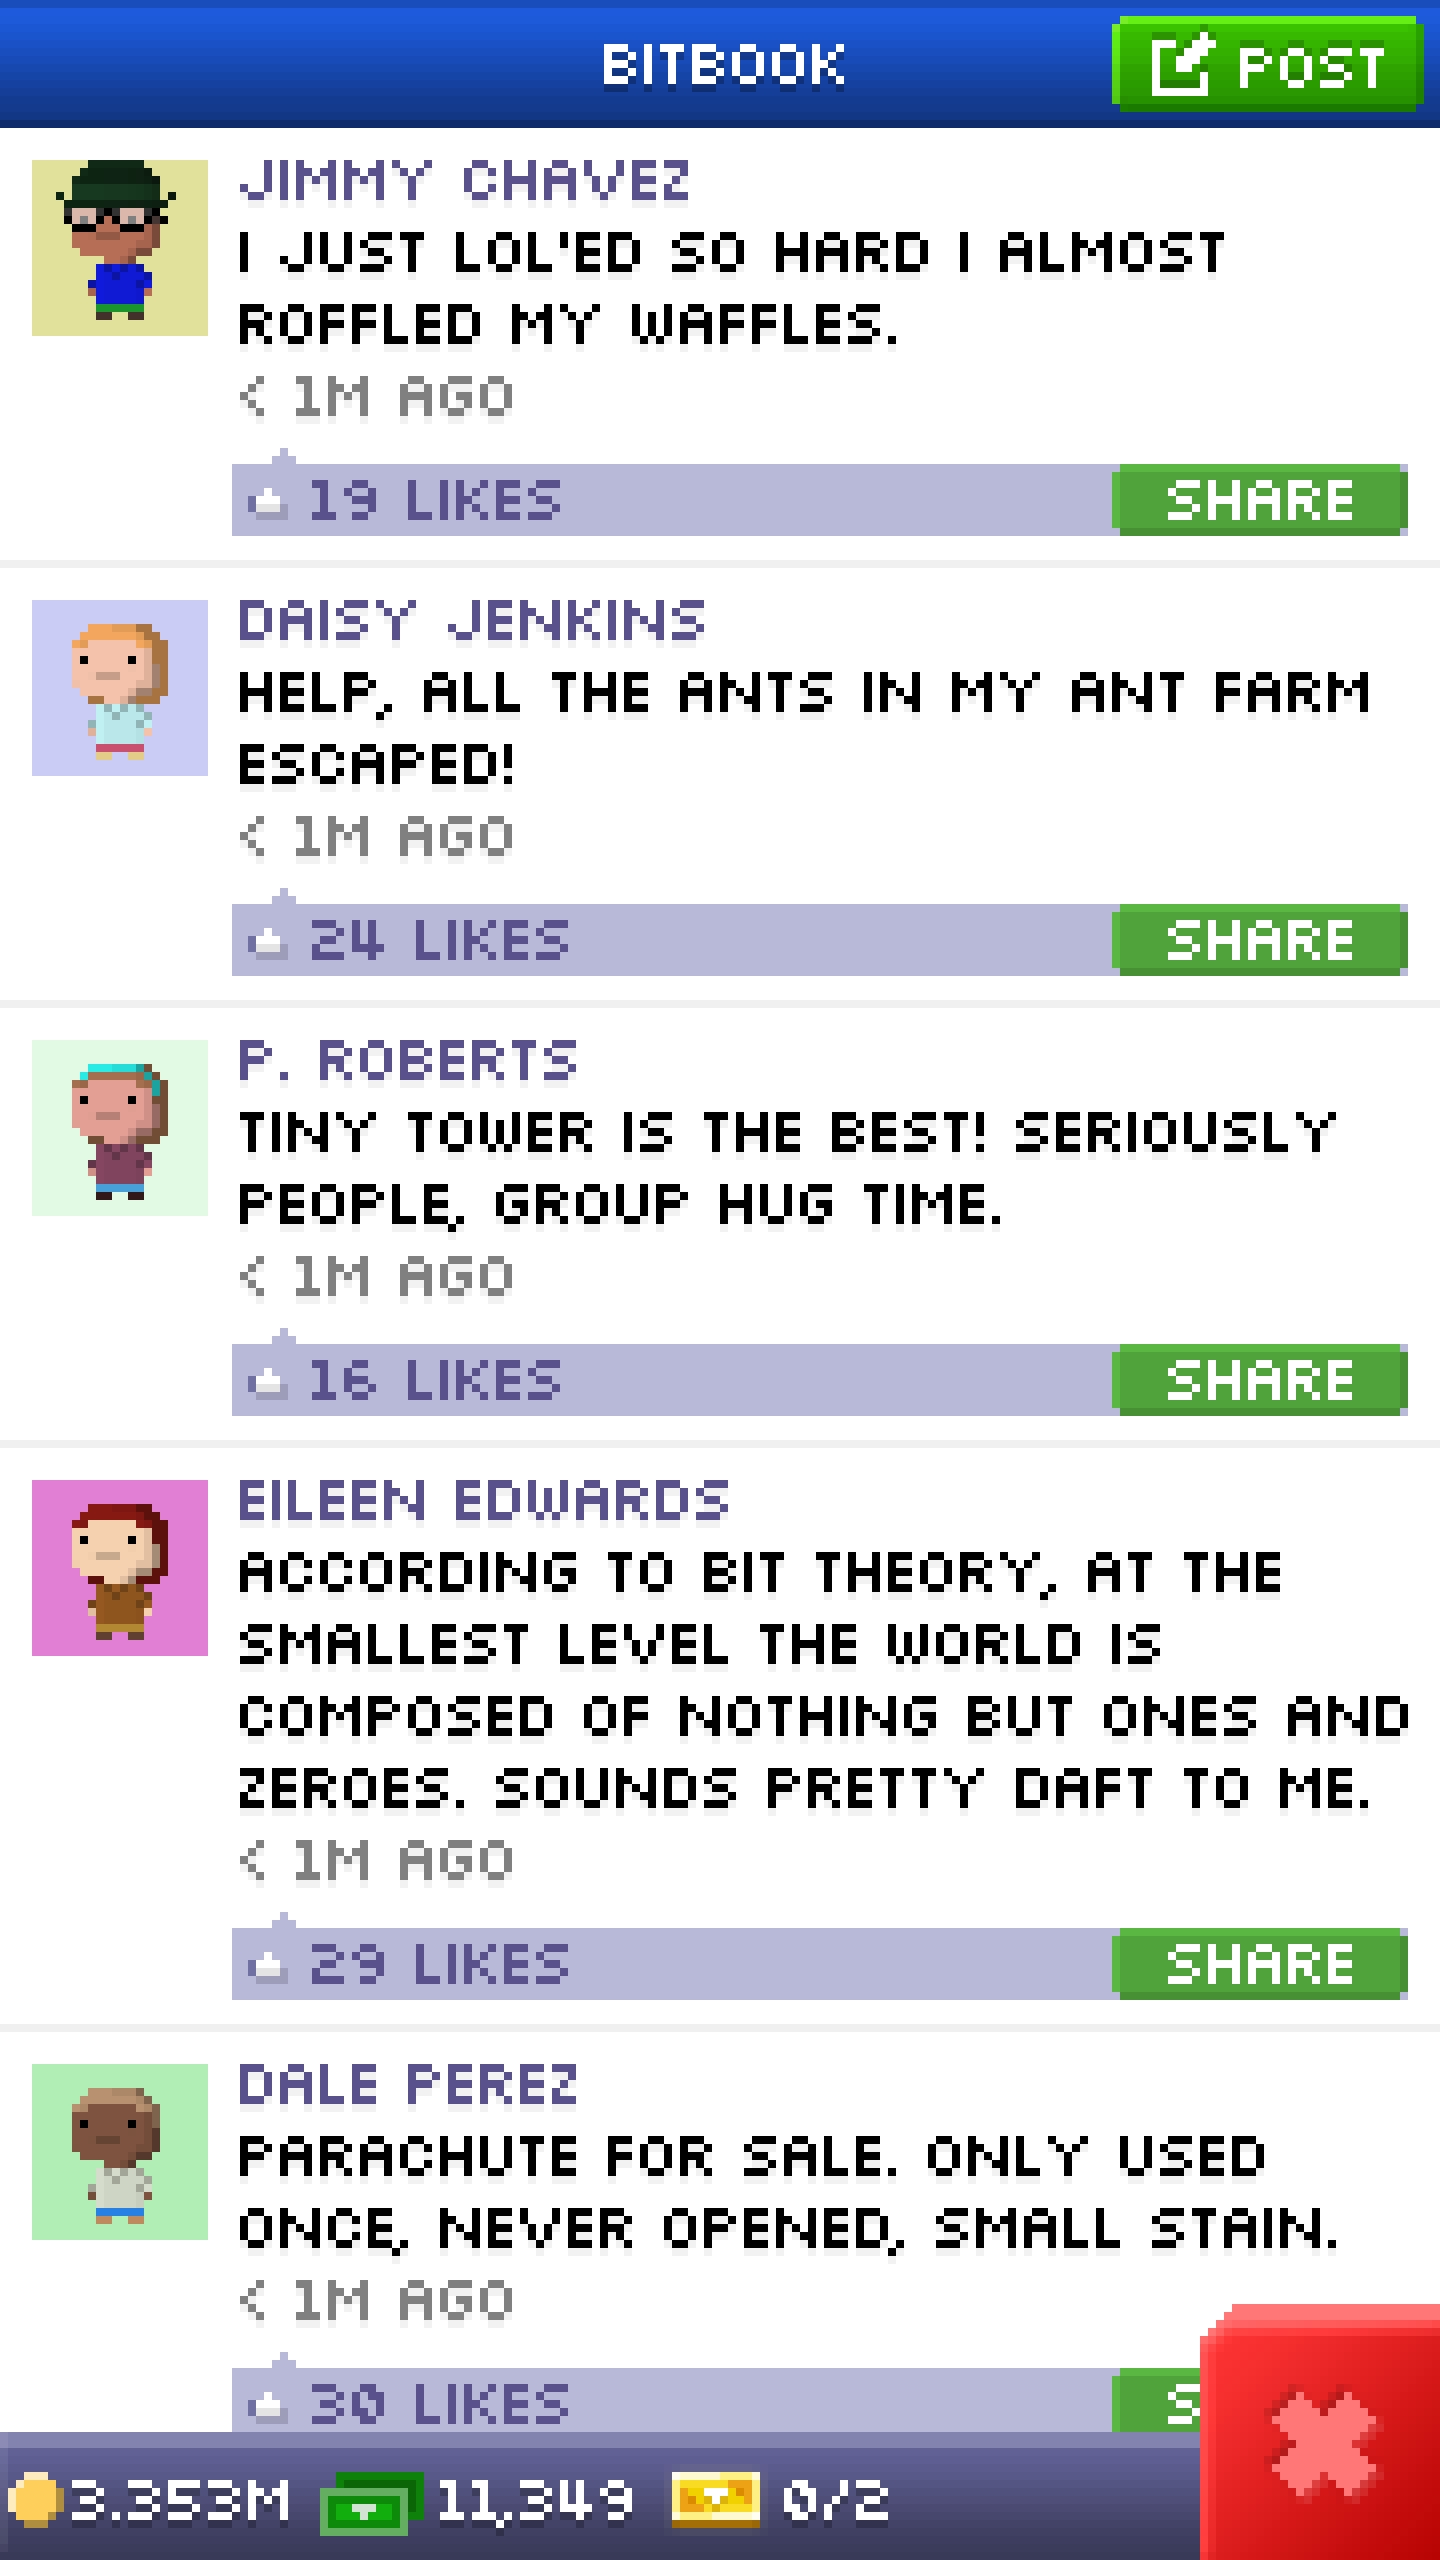 BITBOOK
POST
JIMMY CHAVEZ
I JUST LOL'ED SO HARD I ALMOST
ROFFLED MY WAFFLES.
< 1M AGO
19 LIKES
SHARE
DAISY JENKINS
HELP, ALL THE ANTS IN MY ANT FARM
ESCAPED!
< 1M AGO
24 LIKES
SHARE
P. ROBERTS
TINY TOWER IS THE BEST! SERIOUSLY
PEOPLE, GROUP HUG TIME.
< 1M AGO
16 LIKES
SHARE
EILEEN EDWARDS
ACCORDING TO BIT THEORY, AT THE
SMALLEST LEVEL THE WORLD IS
COMPOSED OF NOTHING BUT ONES AND
ZEROES. SOUNDS PRETTY DAFT TO ME.
< 1M AGO
29 LIKES
SHARE
DALE PEREZ
PARACHUTE FOR SALE. ONLY USED
ONCE, NEVER OPENED, SMALL STAIN.
< 1M AGO
30 LIKES
S
3.353M 11,349 0/2